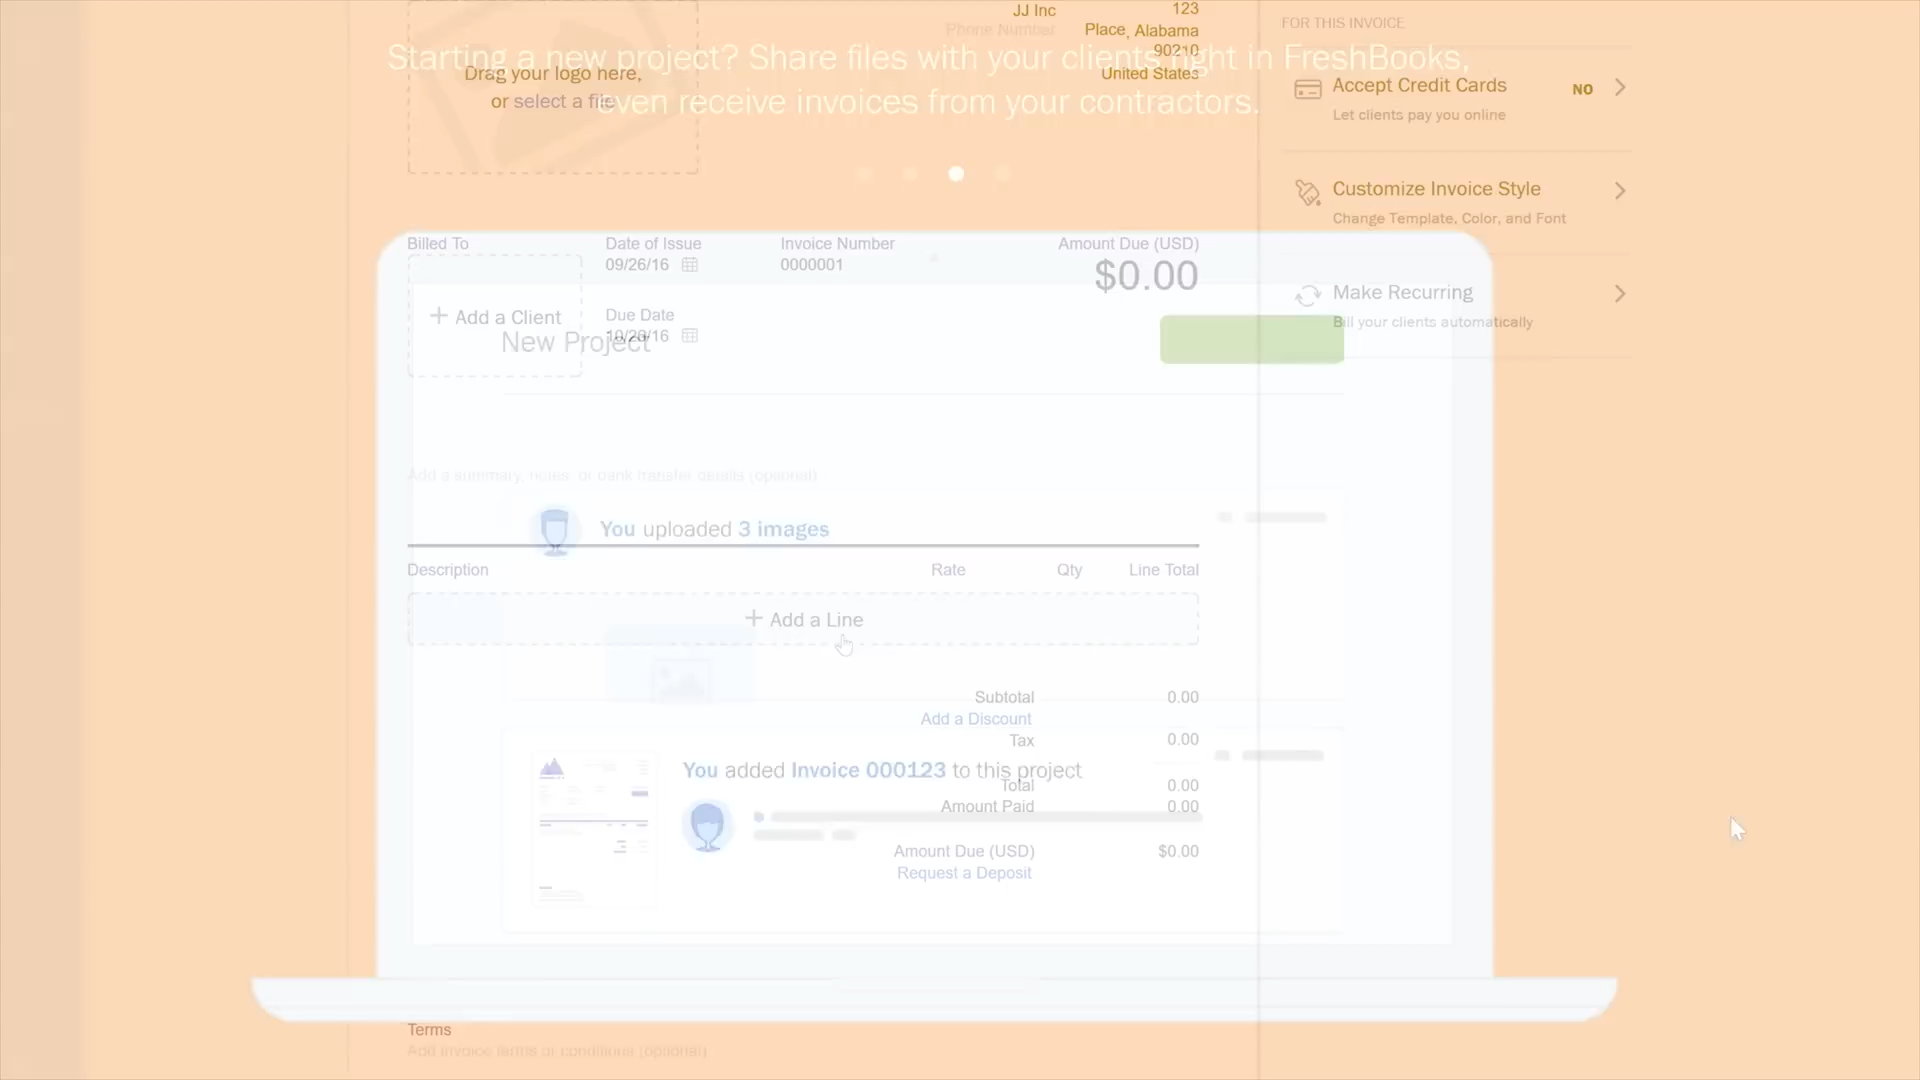 JJ Inc
Phone Number
123
Place, Alabama
90210
United States
FOR THIS INVOICE
Starting a new project? Share files with your clients right in FreshBooks,
even receive invoices from your contractors.
Drag your logo here,
or select a file
Accept Credit Cards
NO
Let clients pay you online
Customize Invoice Style
Change Template, Color, and Font
Make Recurring
Bill your clients automatically
Billed To
Date of Issue
Invoice Number
Amount Due (USD)
09/26/16
0000001
$0.00
+ Add a Client
Due Date
10/26/16
New Project
Add a summary, notes, or bank transfer details (optional)
You uploaded 3 images
Description
Rate
Qty
Line Total
+ Add a Line
Subtotal
0.00
Add a Discount
Tax
0.00
You added Invoice 000123 to this project
Total
0.00
Amount Paid
0.00
Amount Due (USD)
$0.00
Request a Deposit
Terms
Add invoice terms or conditions (optional)